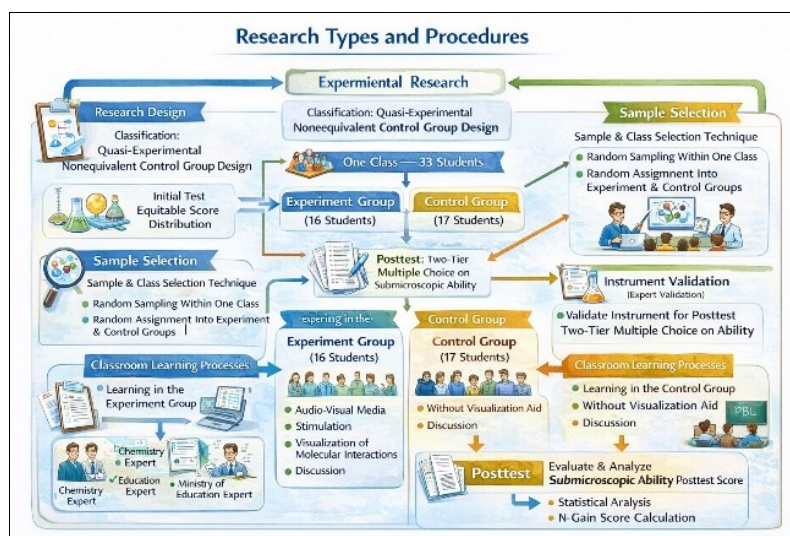 Research Types and Procedures
Expermiental Research
Research Design
Classification:
Quasi-Experimental
Nonequivalent Control Group Design
Classification: Quasi-Experimental
Noneequivalent Control Group Design
Sample Selection
Sample & Class Selection Technique
Random Sampling Within One Class
Random Assignment Into
Experiment & Control Groups
One Class — 33 Students
Initial Test
Equitable Score
Distribution
Experiment Group
(16 Students)
Control Group
(17 Students)
Sample Selection
Sample & Class Selection Technique
Random Sampling Within One Class
Random Assignment Into Experiment
& Control Groups
Posttest: Two-Tier
Multiple Choice on
Submicroscopic Ability
Instrument Validation
(Expert Validation)
Validate Instrument for Posttest
Two-Tier Multiple Choice on Ability
Classroom Learning Processes
Learning in the
Experiment Group
Chemistry
Expert
Chemistry
Expert
Education
Expert
Ministry of
Education Expert
in the
Experiment Group
(16 Students)
Audio-Visual Media
Stimulation
Visualization of
Molecular Interactions
Discussion
Control Group
Control Group
(17 Students)
Without Visualization Aid
Discussion
Classroom Learning Processes
Learning in the Control Group
Without Visualization Aid
Discussion
PBL
Posttest
Evaluate & Analyze
Submicroscopic Ability Posttest Score
Statistical Analysis
N-Gain Score Calculation